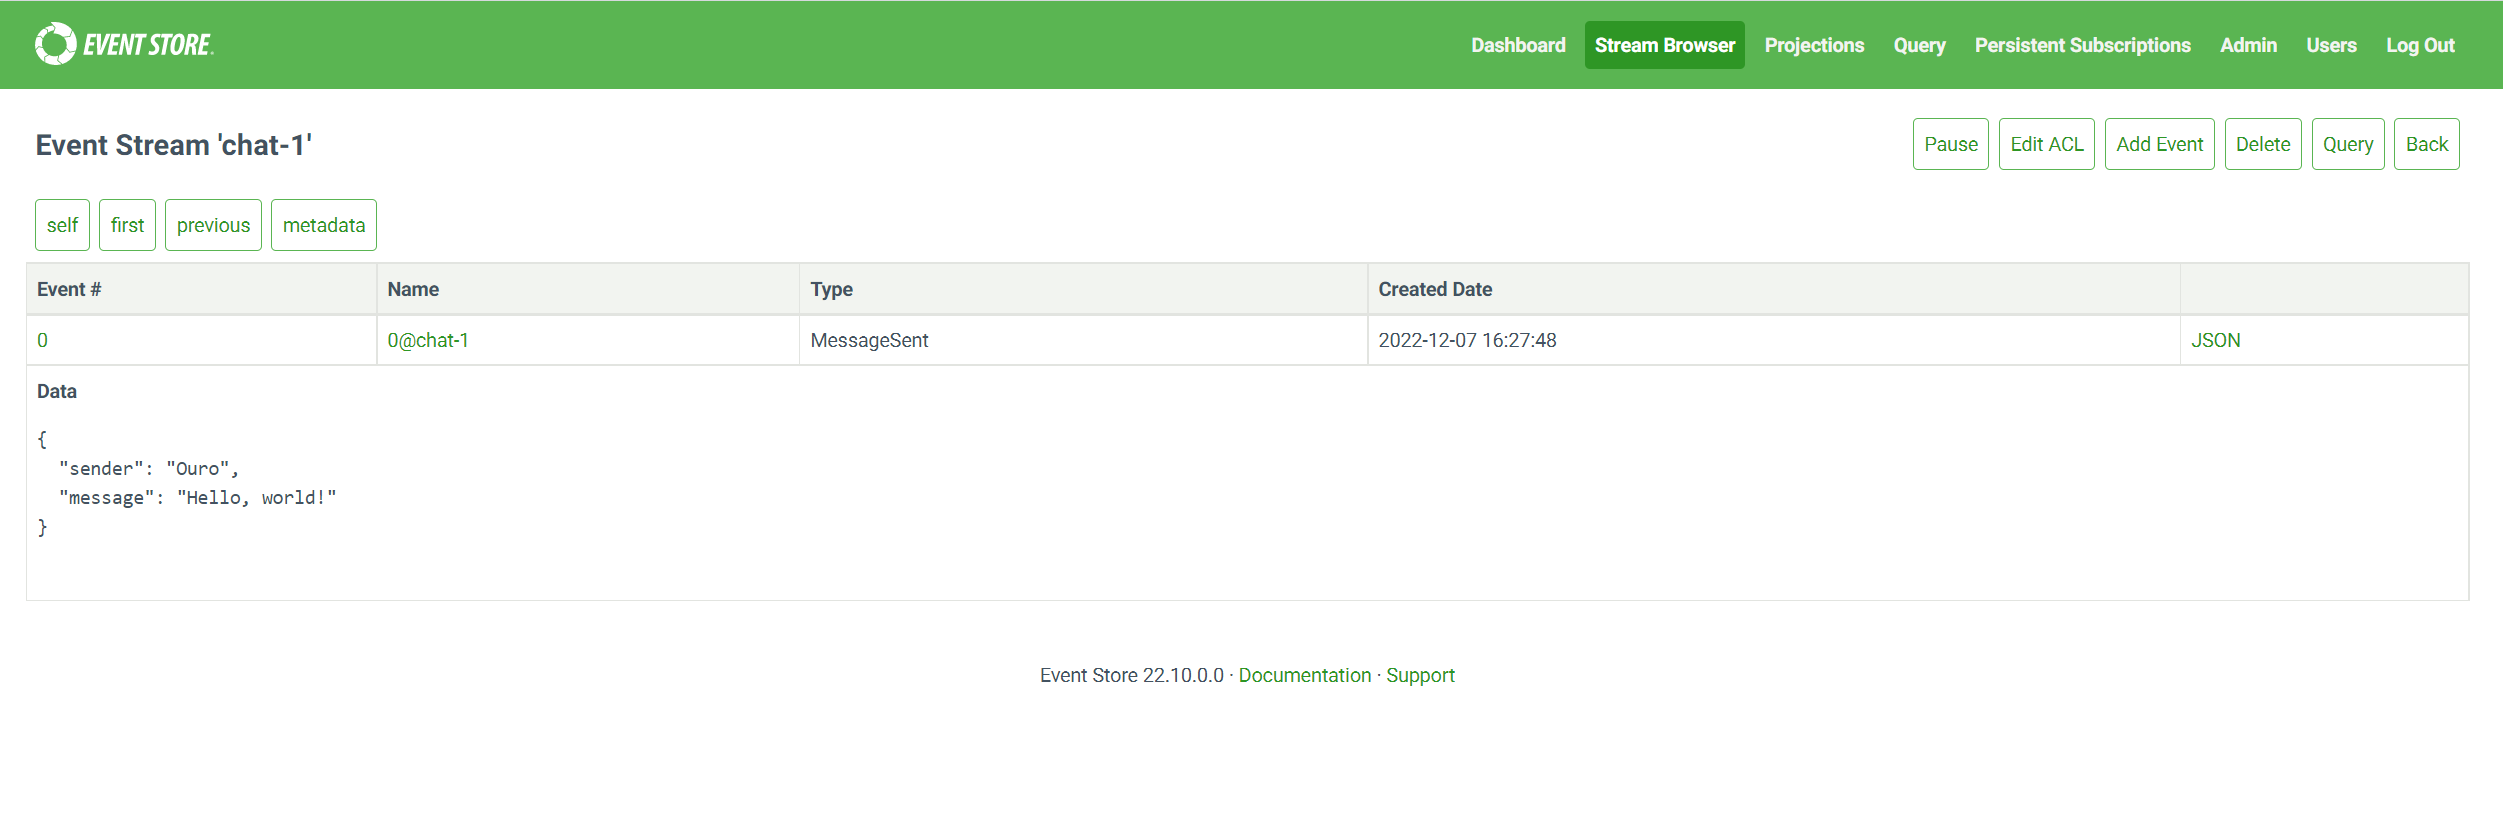 EVENT STORE
Dashboard Stream Browser Projections Query Persistent Subscriptions Admin Users Log Out
Event Stream 'chat-1'
Pause Edit ACL Add Event Delete Query Back
self first previous metadata
Event # Name Type Created Date
0 0@chat-1 MessageSent 2022-12-07 16:27:48 JSON
Data
{
  "sender": "Ouro",
  "message": "Hello, world!"
}
Event Store 22.10.0.0 · Documentation · Support